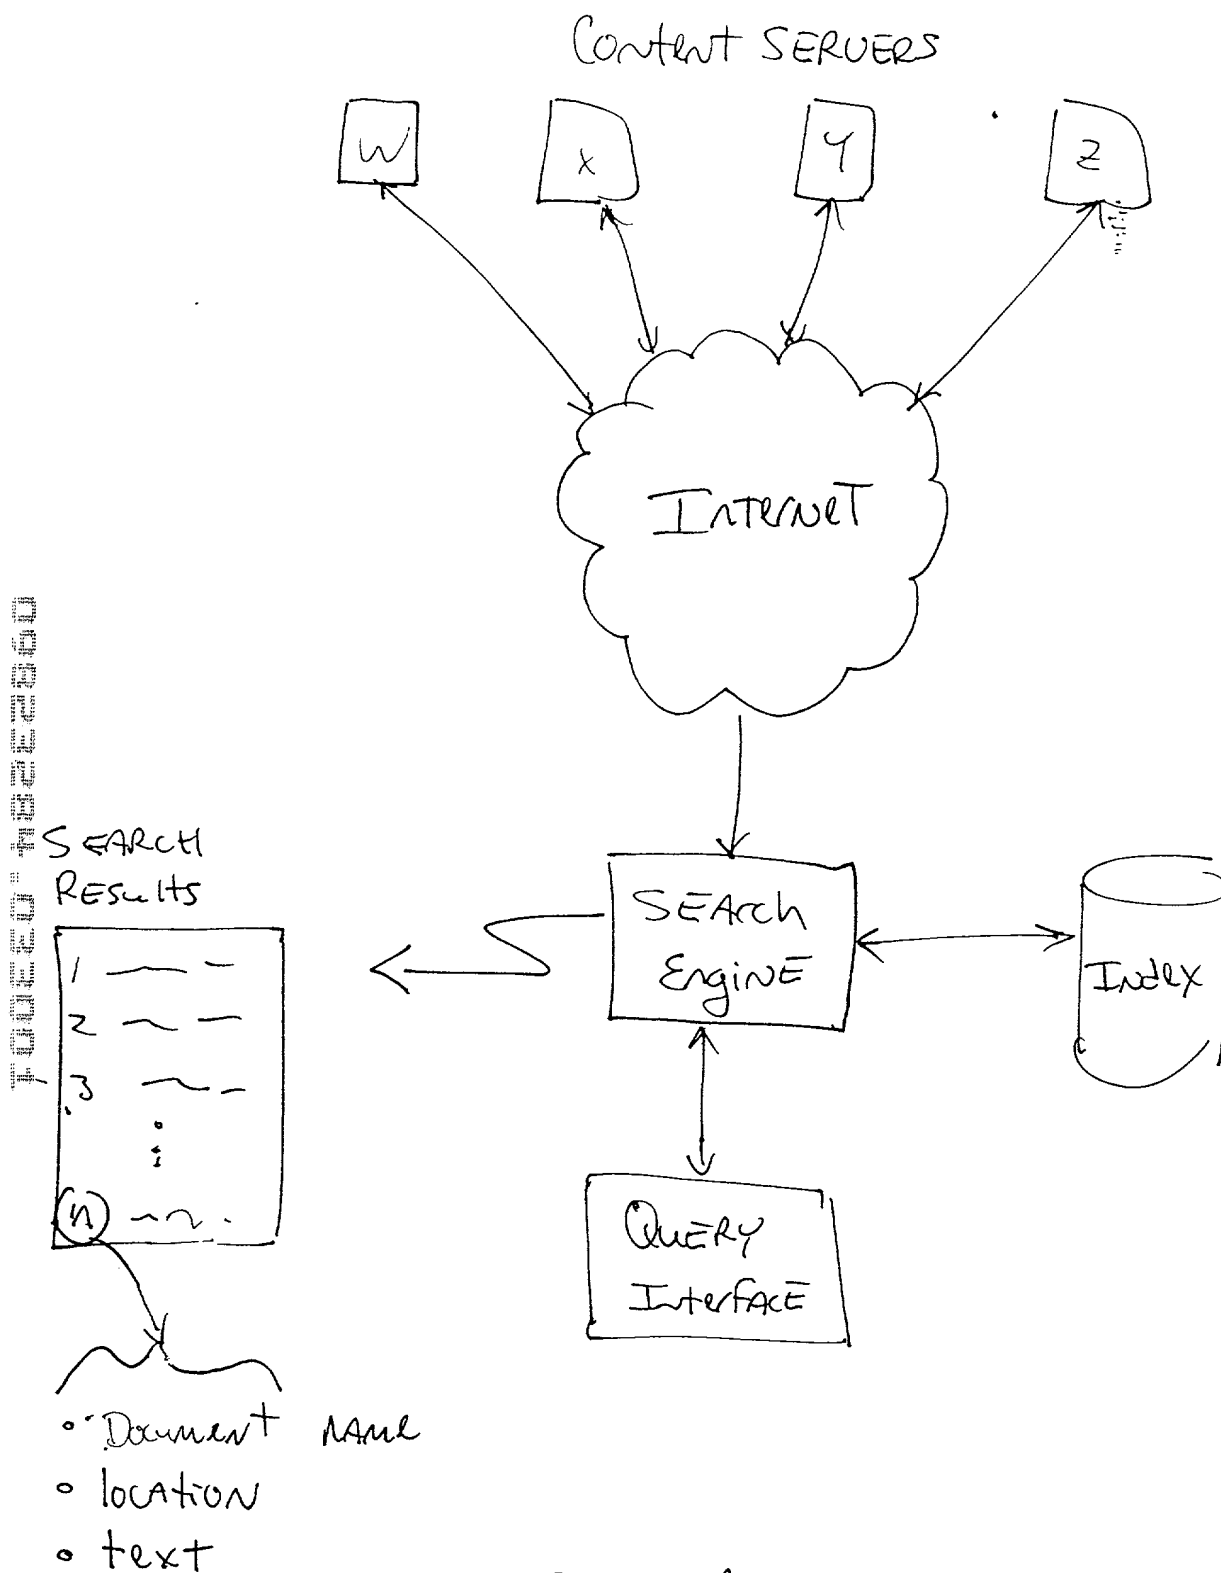 Content SERVERS
W X Y Z
INTERNET
SEARCH
RESULTS
1
2
3
n
SEARCH
ENGINE
INDEX
QUERY
INTERFACE
• Document NAME
• LOCATION
• text